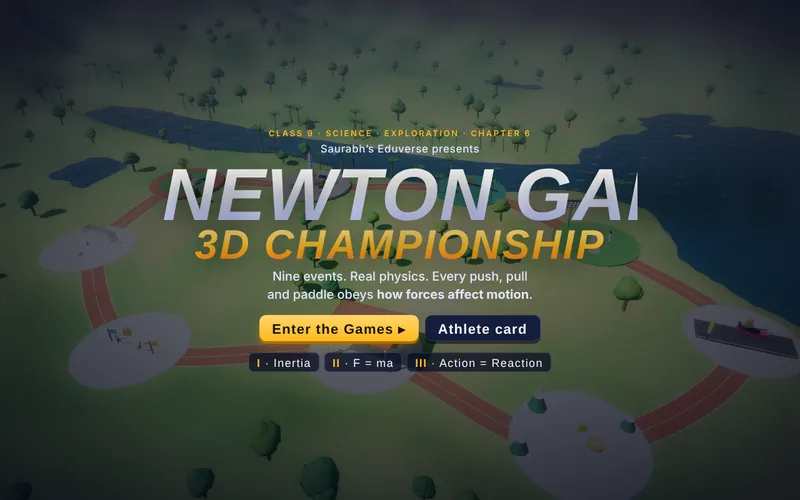 CLASS 9 · SCIENCE · EXPLORATION · CHAPTER 6
Saurabh's Eduverse presents
NEWTON GA
3D CHAMPIONSHIP
Nine events. Real physics. Every push, pull
and paddle obeys how forces affect motion.
Enter the Games ▸ Athlete card
I · Inertia II · F = ma III · Action = Reaction